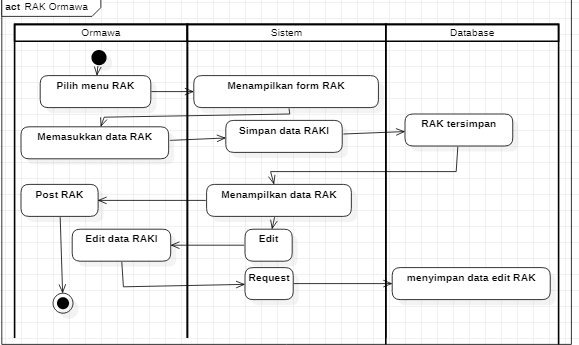 act RAK Ormawa
Ormawa
Sistem
Database
Pilih menu RAK
Menampilkan form RAK
Memasukkan data RAK
Simpan data RAKI
RAK tersimpan
Post RAK
Menampilkan data RAK
Edit data RAKI
Edit
Request
menyimpan data edit RAK